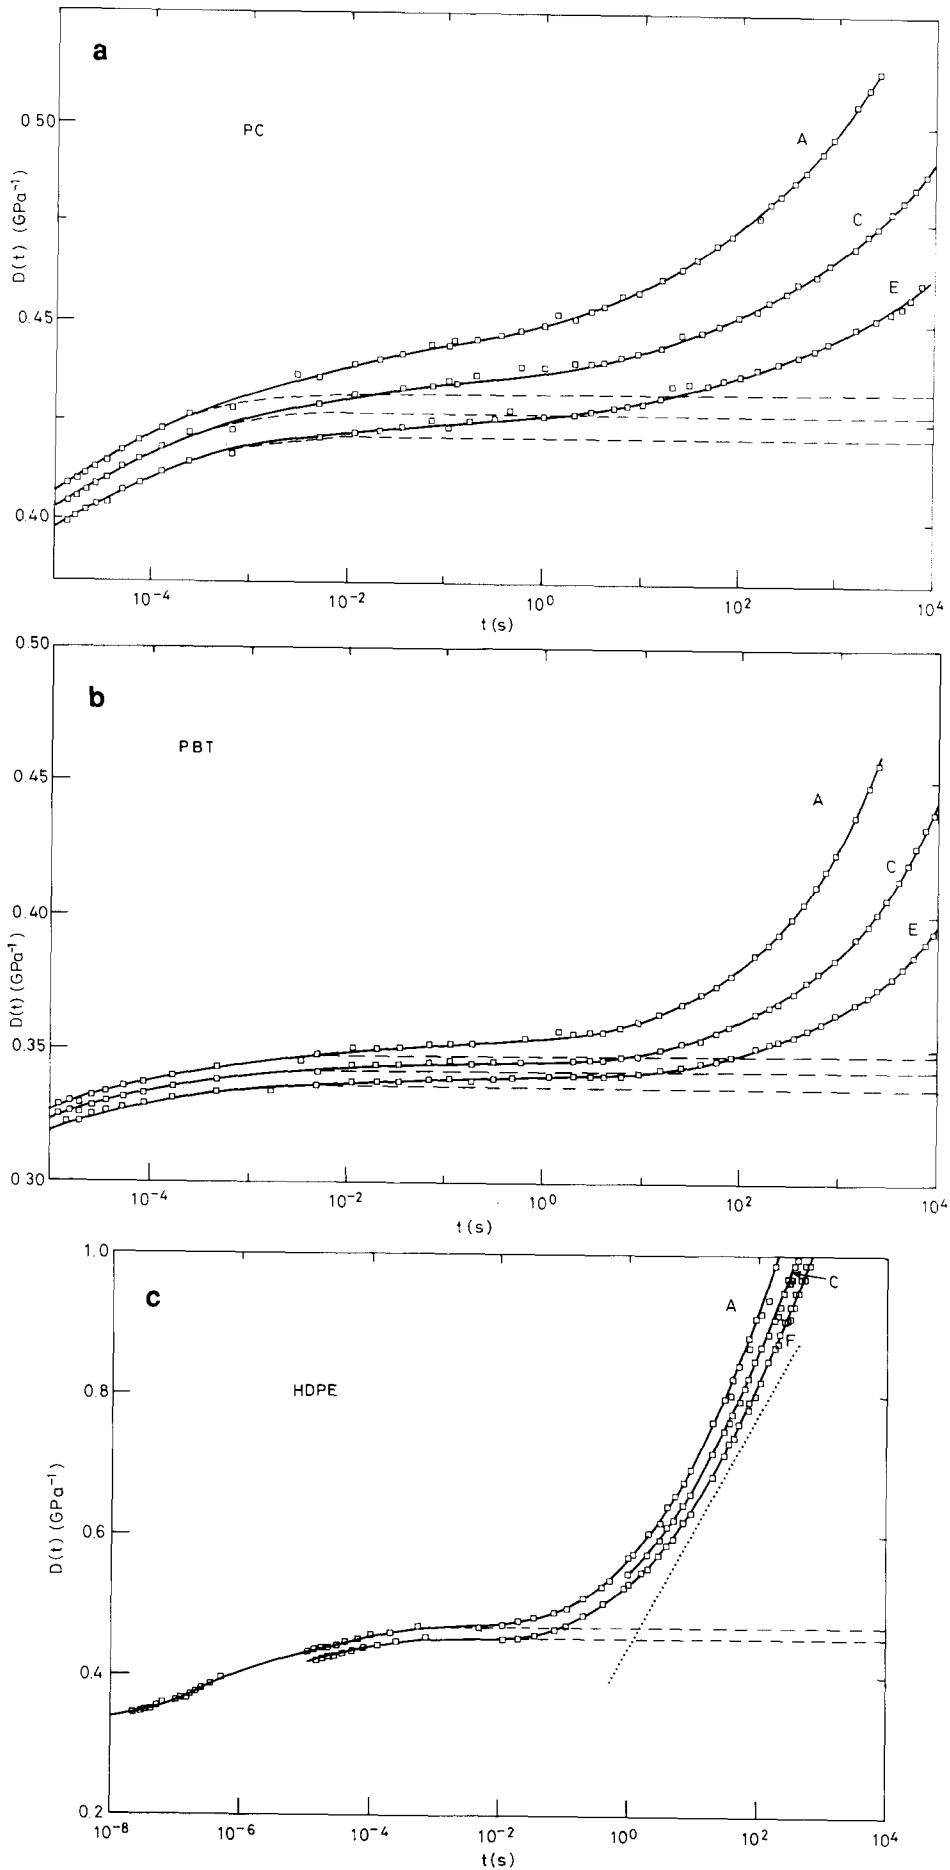 a
PC
0.50
0.45
0.40
D(t) (GPa⁻¹)
A
C
E
10⁻⁴ 10⁻² 10⁰ 10² 10⁴
t(s)
b
PBT
0.50
0.45
0.40
0.35
0.30
D(t) (GPa⁻¹)
A
C
E
10⁻⁴ 10⁻² 10⁰ 10² 10⁴
t(s)
c
HDPE
1.0
0.8
0.6
0.4
0.2
D(t) (GPa⁻¹)
A
C
10⁻⁸ 10⁻⁶ 10⁻⁴ 10⁻² 10⁰ 10² 10⁴
t(s)